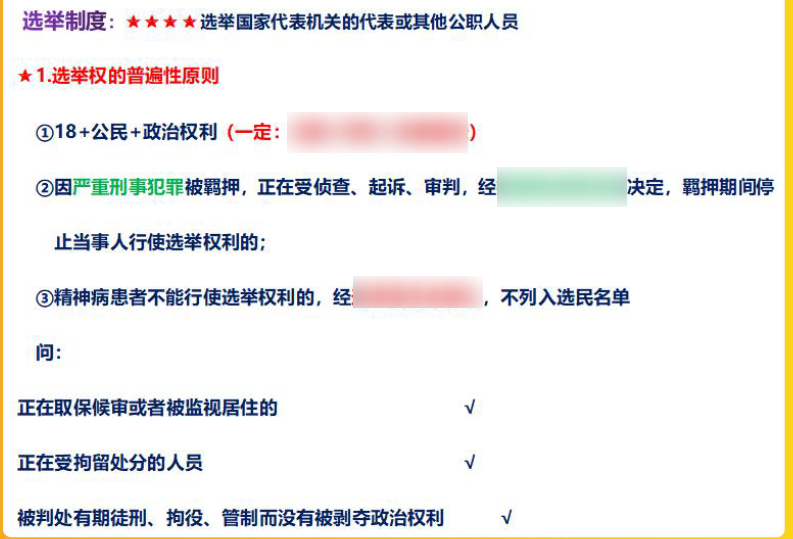 选举制度：★★★★选举国家代表机关的代表或其他公职人员
★1.选举权的普遍性原则
①18+公民+政治权利（一定：）
②因严重刑事犯罪被羁押，正在受侦查、起诉、审判，经决定，羁押期间停
止当事人行使选举权利的；
③精神病患者不能行使选举权利的，经，不列入选民名单
问：
正在取保候审或者被监视居住的 √
正在受拘留处分的人员 √
被判处有期徒刑、拘役、管制而没有被剥夺政治权利 √